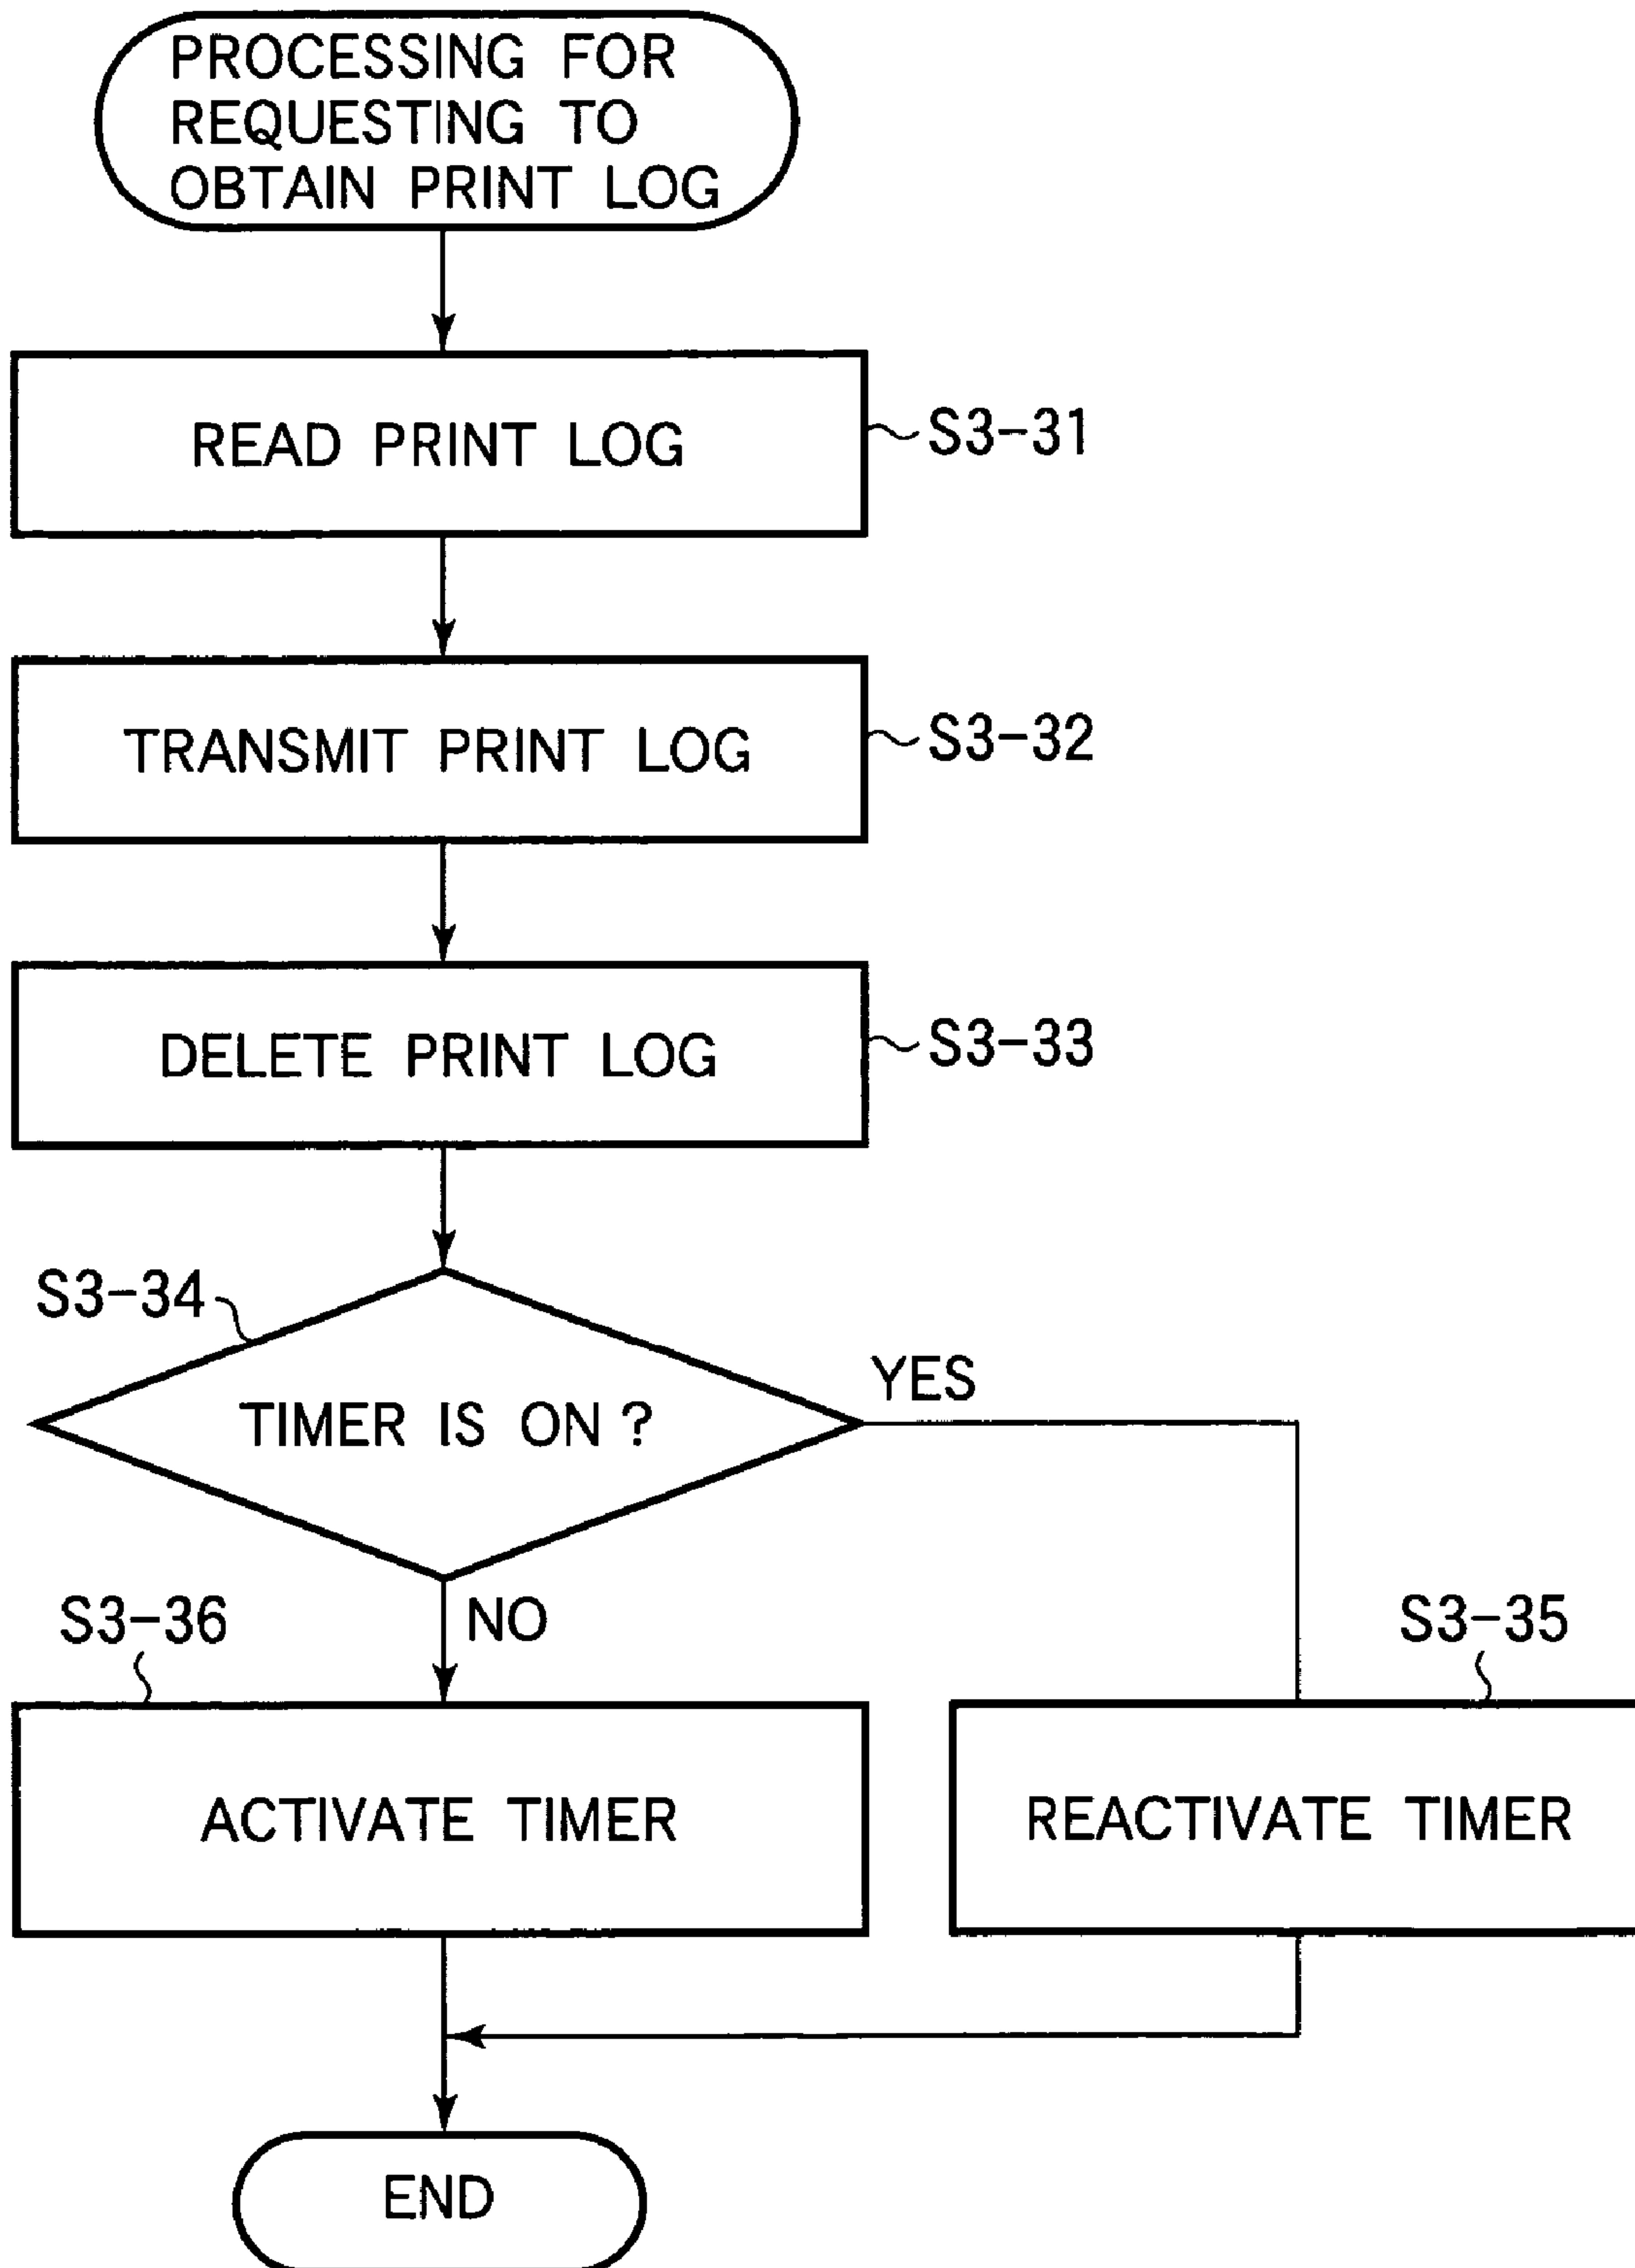 PROCESSING FOR
REQUESTING TO
OBTAIN PRINT LOG
READ PRINT LOG
S3-31
TRANSMIT PRINT LOG
S3-32
DELETE PRINT LOG
S3-33
S3-34
TIMER IS ON ?
YES
NO
S3-36
S3-35
ACTIVATE TIMER
REACTIVATE TIMER
END